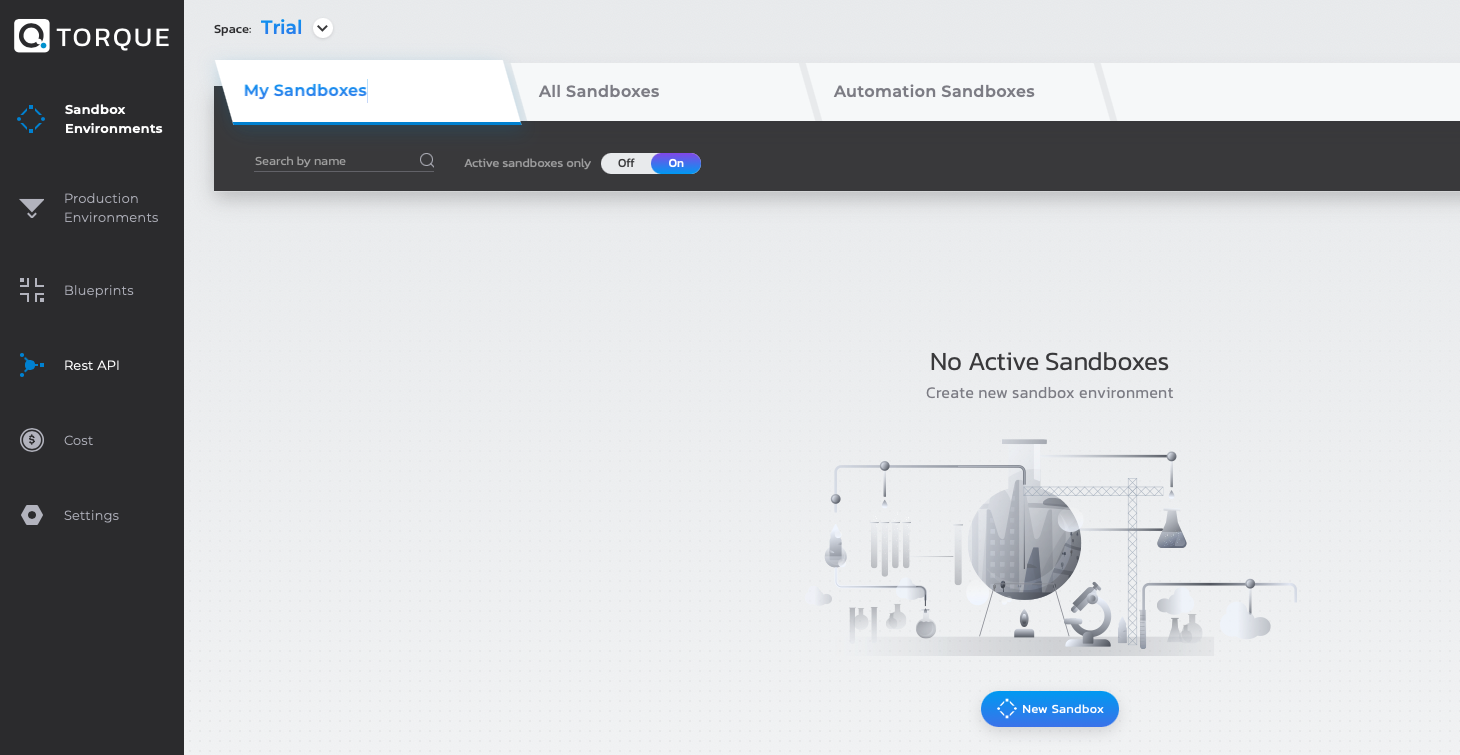 TORQUE
Space: Trial
My Sandboxes
All Sandboxes
Automation Sandboxes
Search by name
Active sandboxes only
Off
On
Sandbox
Environments
Production
Environments
Blueprints
Rest API
Cost
Settings
No Active Sandboxes
Create new sandbox environment
New Sandbox